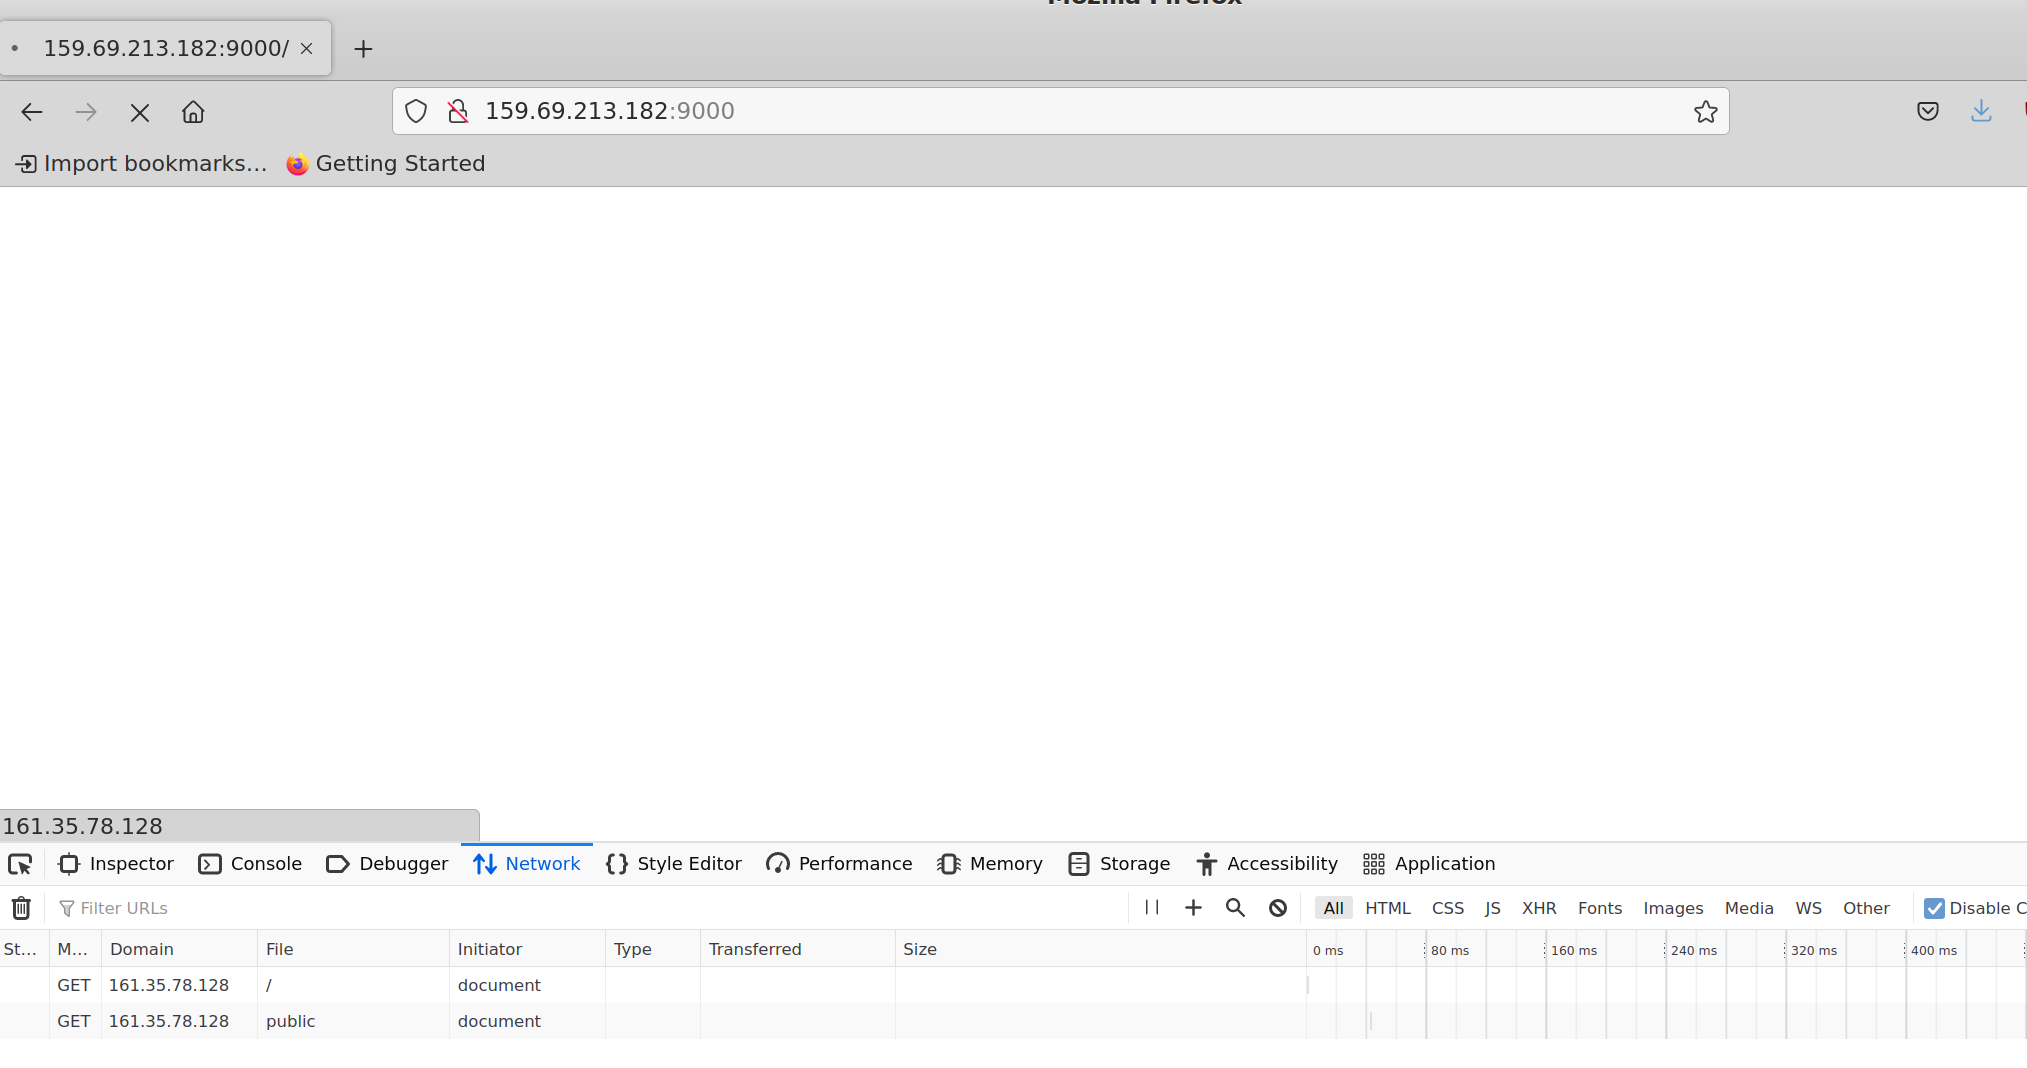 Mozilla Firefox
159.69.213.182:9000/
159.69.213.182:9000
Import bookmarks... Getting Started
161.35.78.128
Inspector Console Debugger Network Style Editor Performance Memory Storage Accessibility Application
Filter URLs All HTML CSS JS XHR Fonts Images Media WS Other Disable C
St... M... Domain File Initiator Type Transferred Size 0 ms 80 ms 160 ms 240 ms 320 ms 400 ms
GET 161.35.78.128 / document
GET 161.35.78.128 public document